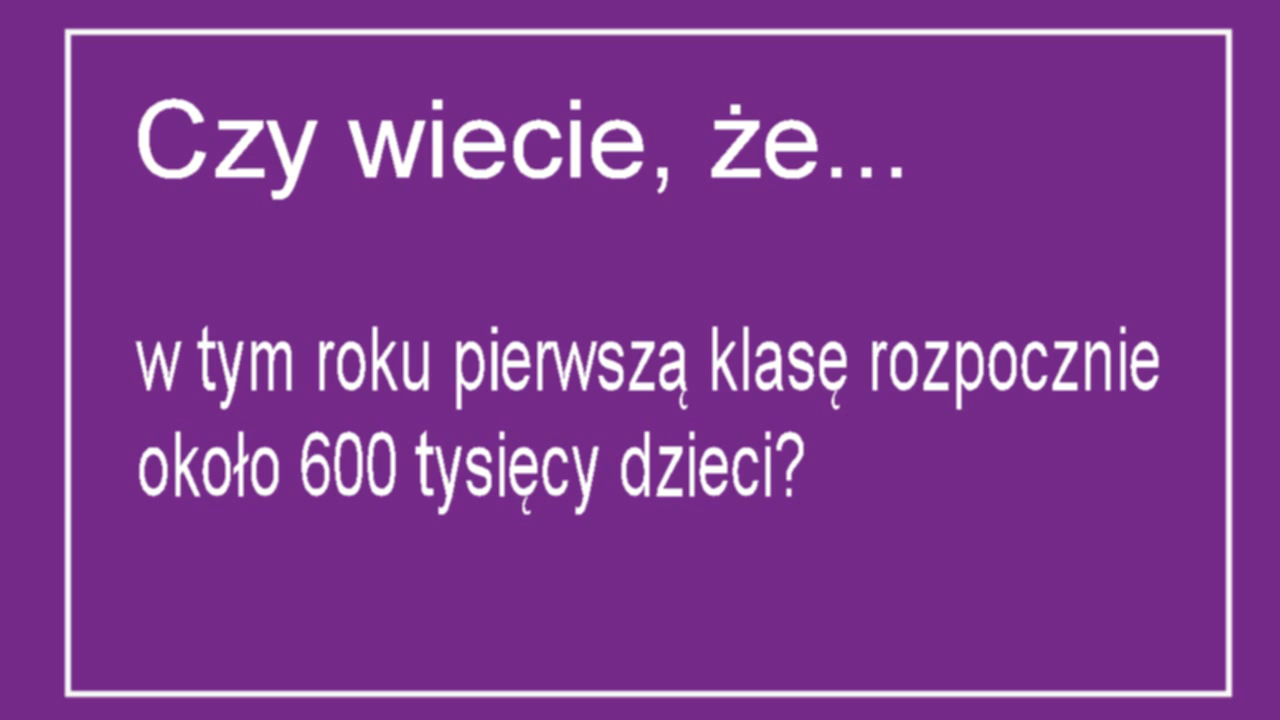 Czy wiecie, że...
w tym roku pierwszą klasę rozpocznie
około 600 tysięcy dzieci?